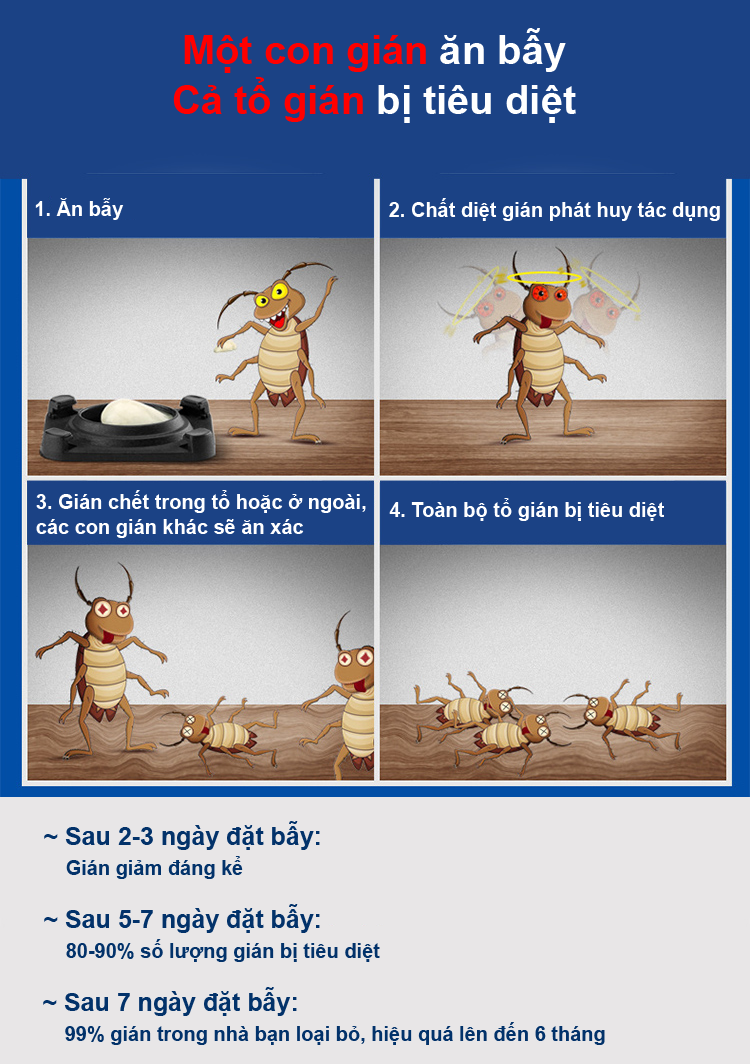 Một con gián ăn bẫy
Cả tổ gián bị tiêu diệt
1. Ăn bẫy
2. Chất diệt gián phát huy tác dụng
3. Gián chết trong tổ hoặc ở ngoài,
các con gián khác sẽ ăn xác
4. Toàn bộ tổ gián bị tiêu diệt
~ Sau 2-3 ngày đặt bẫy:
Gián giảm đáng kể
~ Sau 5-7 ngày đặt bẫy:
80-90% số lượng gián bị tiêu diệt
~ Sau 7 ngày đặt bẫy:
99% gián trong nhà bạn loại bỏ, hiệu quá lên đến 6 tháng